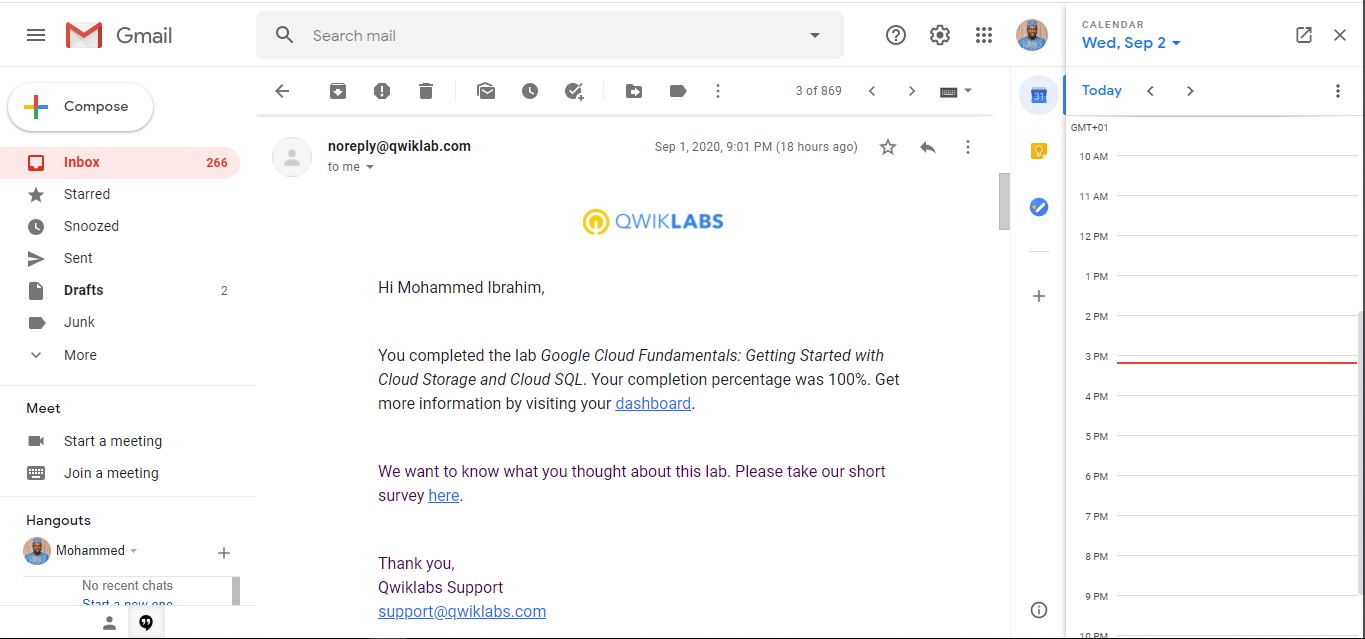 Gmail
Search mail
CALENDAR
Wed, Sep 2
Compose
3 of 869
31
Today
Inbox 266
Starred
Snoozed
Sent
Drafts 2
Junk
More
Meet
Start a meeting
Join a meeting
Hangouts
Mohammed
No recent chats
Start a new one
noreply@qwiklab.com
Sep 1, 2020, 9:01 PM (18 hours ago)
to me
QWIKLABS
Hi Mohammed Ibrahim,
You completed the lab Google Cloud Fundamentals: Getting Started with
Cloud Storage and Cloud SQL. Your completion percentage was 100%. Get
more information by visiting your dashboard.
We want to know what you thought about this lab. Please take our short
survey here.
Thank you,
Qwiklabs Support
support@qwiklabs.com
GMT+01
10 AM
11 AM
12 PM
1 PM
2 PM
3 PM
4 PM
5 PM
6 PM
7 PM
8 PM
9 PM
10 PM